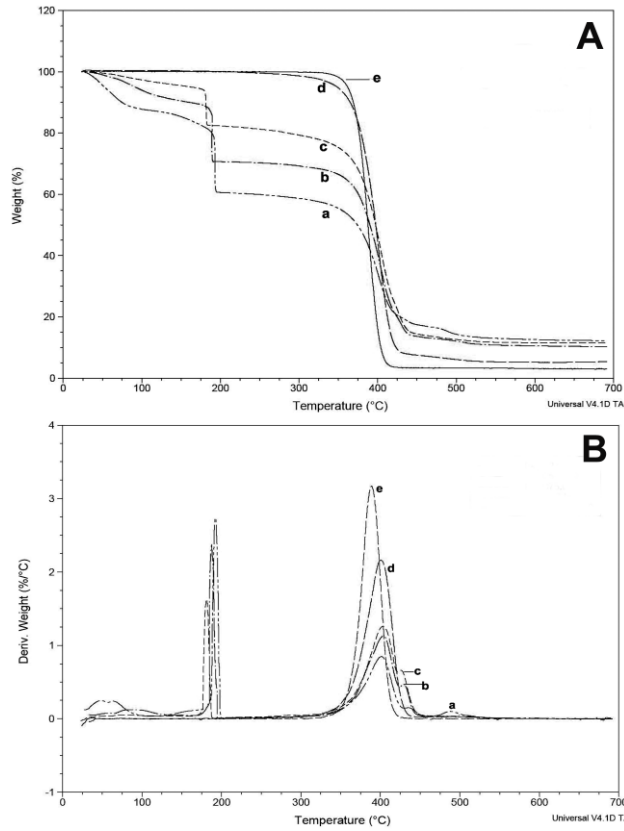 120
100
80
60
40
20
0
Weight (%)
A
e
d
c
b
a
0
100
200
300
400
500
600
700
Temperature (°C)
Universal V4.1D TA
B
4
3
2
1
0
-1
Deriv. Weight (%/°C)
e
d
c
b
a
0
100
200
300
400
500
600
700
Temperature (°C)
Universal V4.1D TA